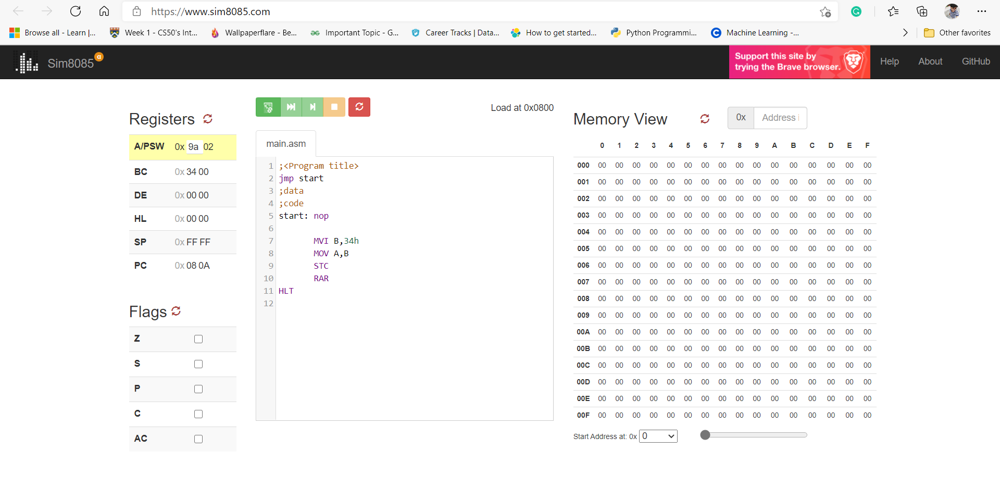 https://www.sim8085.com
Browse all - Learn |... Week 1 - CS50's Int... Wallpaperflare - Be... Important Topic - G... Career Tracks | Data... How to get started... Python Programmi... Machine Learning -... Other favorites
Sim8085 α
Support this site by
trying the Brave browser.
Help About GitHub
Registers
A/PSW 0x 9a 02
BC 0x 34 00
DE 0x 00 00
HL 0x 00 00
SP 0x FF FF
PC 0x 08 0A
Flags
Z
S
P
C
AC
Load at 0x0800
main.asm
1 ;<Program title>
2 jmp start
3 ;data
4 ;code
5 start: nop
6
7 MVI B,34h
8 MOV A,B
9 STC
10 RAR
11 HLT
12
Memory View 0x Address
0 1 2 3 4 5 6 7 8 9 A B C D E F
000 00 00 00 00 00 00 00 00 00 00 00 00 00 00 00 00
001 00 00 00 00 00 00 00 00 00 00 00 00 00 00 00 00
002 00 00 00 00 00 00 00 00 00 00 00 00 00 00 00 00
003 00 00 00 00 00 00 00 00 00 00 00 00 00 00 00 00
004 00 00 00 00 00 00 00 00 00 00 00 00 00 00 00 00
005 00 00 00 00 00 00 00 00 00 00 00 00 00 00 00 00
006 00 00 00 00 00 00 00 00 00 00 00 00 00 00 00 00
007 00 00 00 00 00 00 00 00 00 00 00 00 00 00 00 00
008 00 00 00 00 00 00 00 00 00 00 00 00 00 00 00 00
009 00 00 00 00 00 00 00 00 00 00 00 00 00 00 00 00
00A 00 00 00 00 00 00 00 00 00 00 00 00 00 00 00 00
00B 00 00 00 00 00 00 00 00 00 00 00 00 00 00 00 00
00C 00 00 00 00 00 00 00 00 00 00 00 00 00 00 00 00
00D 00 00 00 00 00 00 00 00 00 00 00 00 00 00 00 00
00E 00 00 00 00 00 00 00 00 00 00 00 00 00 00 00 00
00F 00 00 00 00 00 00 00 00 00 00 00 00 00 00 00 00
Start Address at: 0x 0